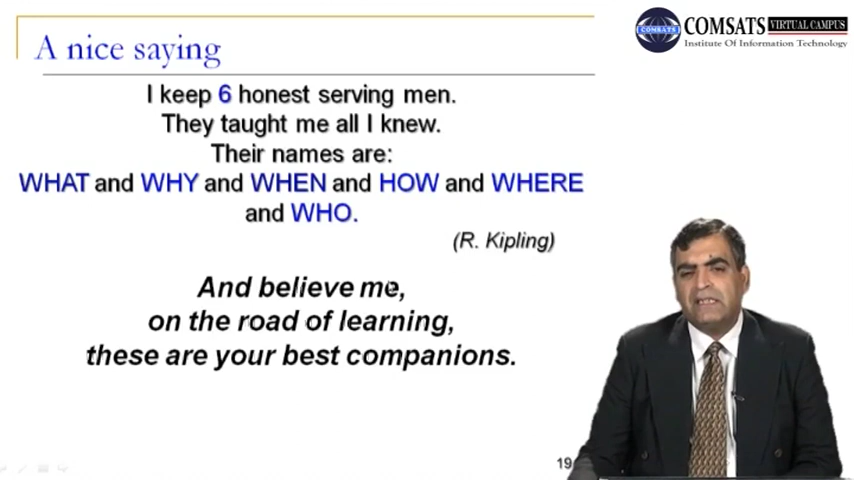 A nice saying
COMSATS VIRTUAL CAMPUS
COMSATS
Institute Of Information Technology
I keep 6 honest serving men.
They taught me all I knew.
Their names are:
WHAT and WHY and WHEN and HOW and WHERE
and WHO.
(R. Kipling)
And believe me,
on the road of learning,
these are your best companions.
19